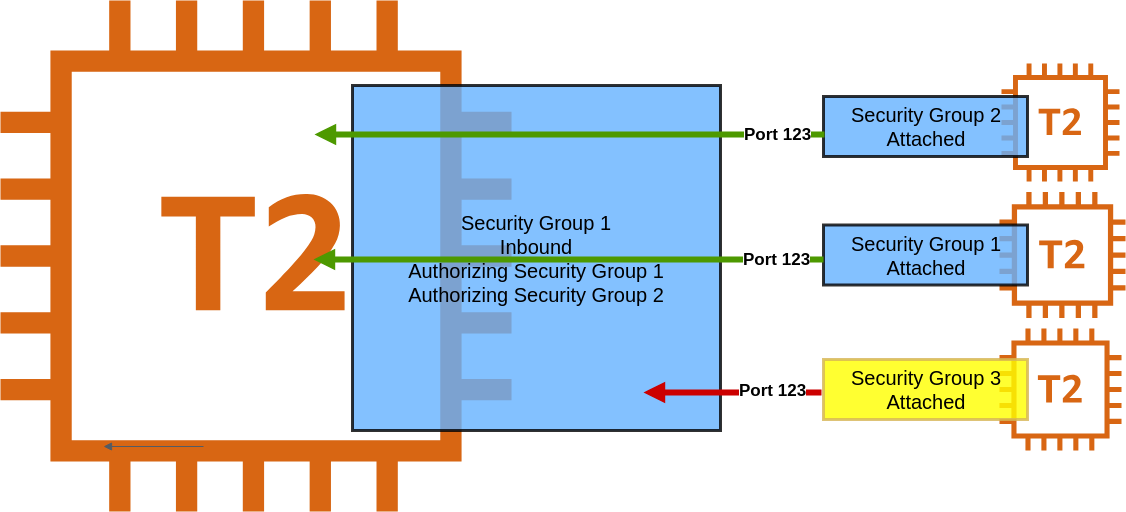 T2
Security Group 1
Inbound
Authorizing Security Group 1
Authorizing Security Group 2
Port 123
Security Group 2
Attached
T2
Port 123
Security Group 1
Attached
T2
Port 123
Security Group 3
Attached
T2